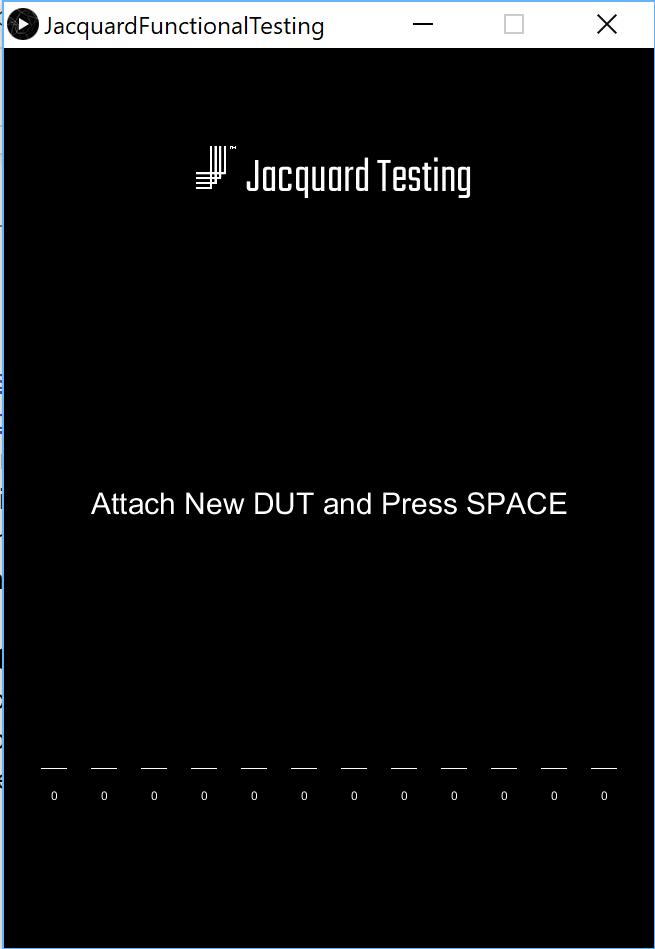 JacquardFunctionalTesting
TM
Jacquard Testing
Attach New DUT and Press SPACE
0 0 0 0 0 0 0 0 0 0 0 0